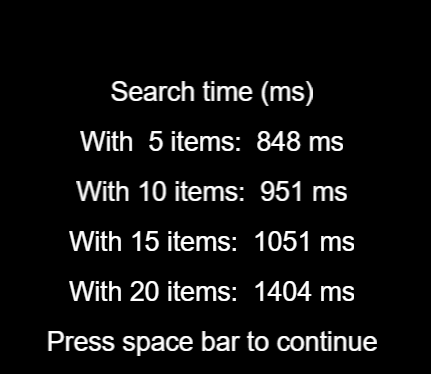 Search time (ms)
With  5 items:  848 ms
With 10 items:  951 ms
With 15 items:  1051 ms
With 20 items:  1404 ms
Press space bar to continue